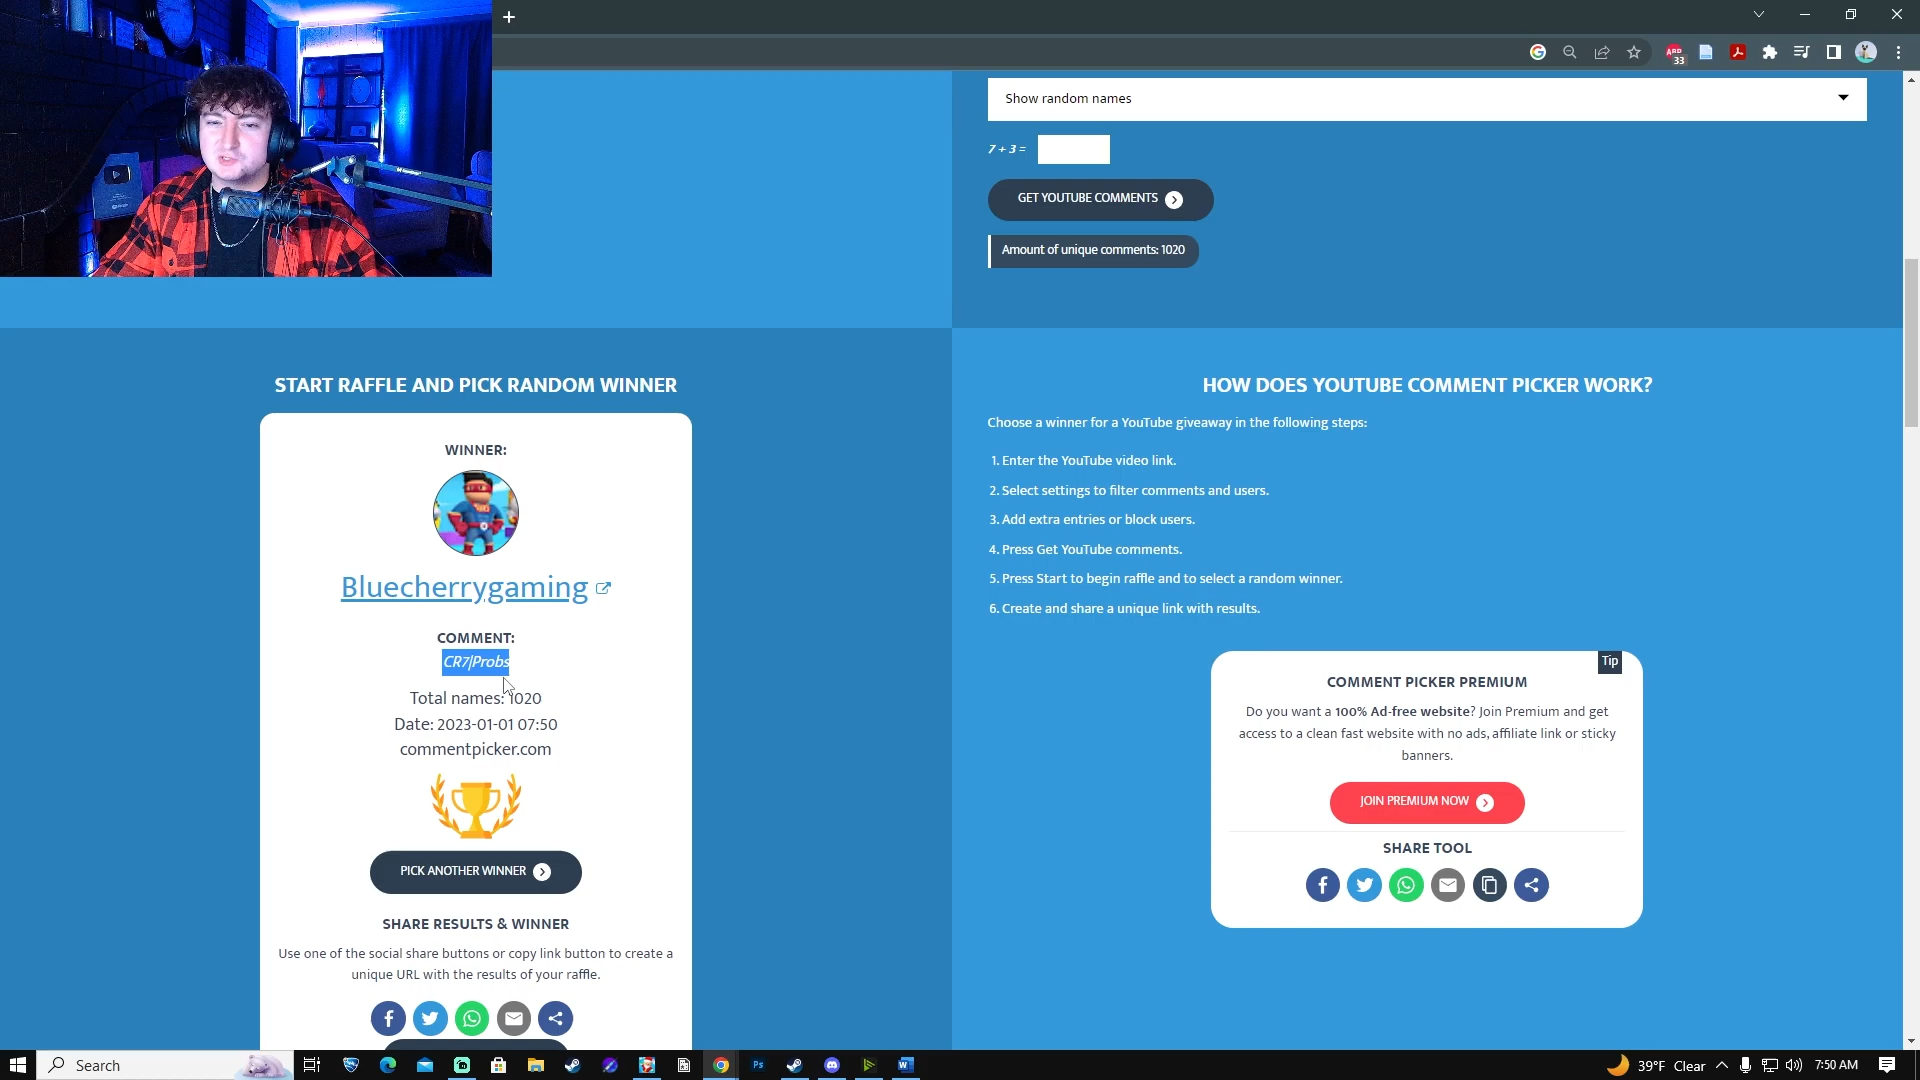 ABD
33
Show random names
7 + 3 =
GET YOUTUBE COMMENTS
Amount of unique comments: 1020
START RAFFLE AND PICK RANDOM WINNER
WINNER:
Bluecherrygaming
COMMENT:
CR7|Probs
Total names: 1020
Date: 2023-01-01 07:50
commentpicker.com
PICK ANOTHER WINNER
SHARE RESULTS & WINNER
Use one of the social share buttons or copy link button to create a
unique URL with the results of your raffle.
HOW DOES YOUTUBE COMMENT PICKER WORK?
Choose a winner for a YouTube giveaway in the following steps:
1. Enter the YouTube video link.
2. Select settings to filter comments and users.
3. Add extra entries or block users.
4. Press Get YouTube comments.
5. Press Start to begin raffle and to select a random winner.
6. Create and share a unique link with results.
Tip
COMMENT PICKER PREMIUM
Do you want a 100% Ad-free website? Join Premium and get
access to a clean fast website with no ads, affiliate link or sticky
banners.
JOIN PREMIUM NOW
SHARE TOOL
Search
Ps
39°F Clear
7:50 AM